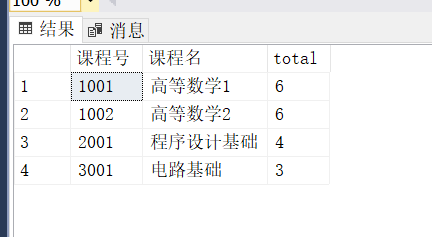 100 %
结果 消息
课程号 课程名 total
1 1001 高等数学1 6
2 1002 高等数学2 6
3 2001 程序设计基础 4
4 3001 电路基础 3